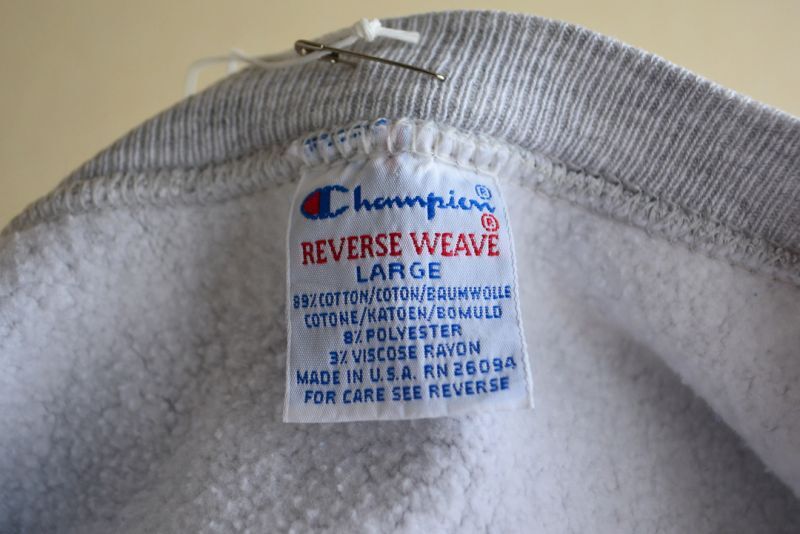 Champion®
REVERSE WEAVE®
LARGE
89% COTTON/COTON/BAUMWOLLE
COTONE/KATOEN/BOMULD
8% POLYESTER
3% VISCOSE RAYON
MADE IN U.S.A. RN 26094
FOR CARE SEE REVERSE